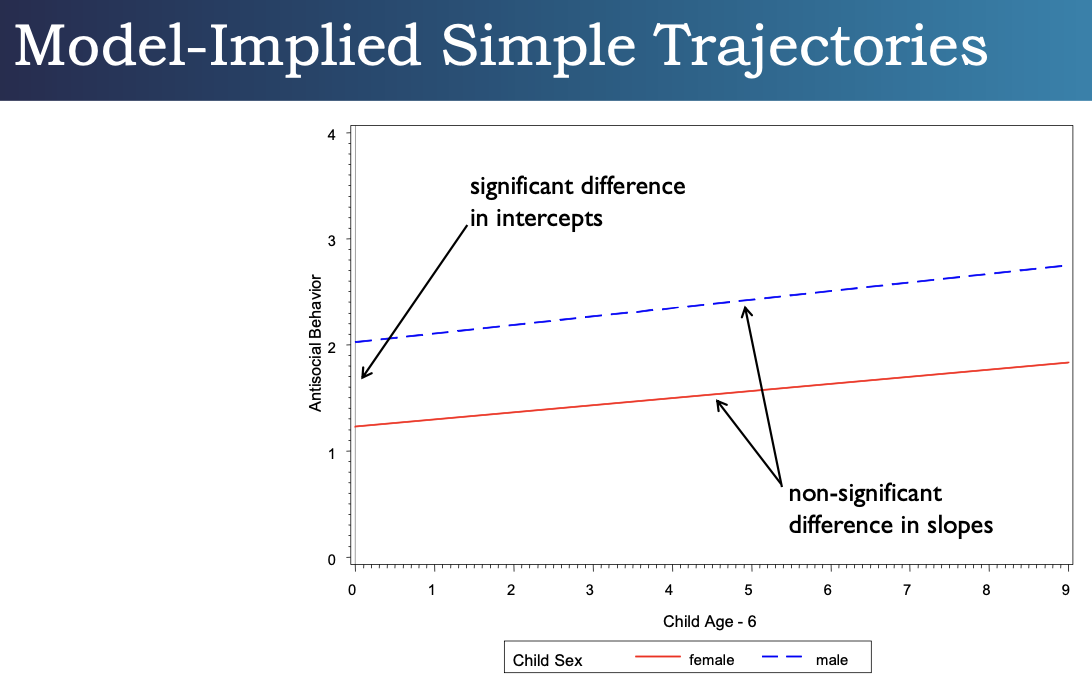 Model-Implied Simple Trajectories
4
3
2
1
0
Antisocial Behavior
significant difference
in intercepts
non-significant
difference in slopes
0 1 2 3 4 5 6 7 8 9
Child Age - 6
Child Sex female male